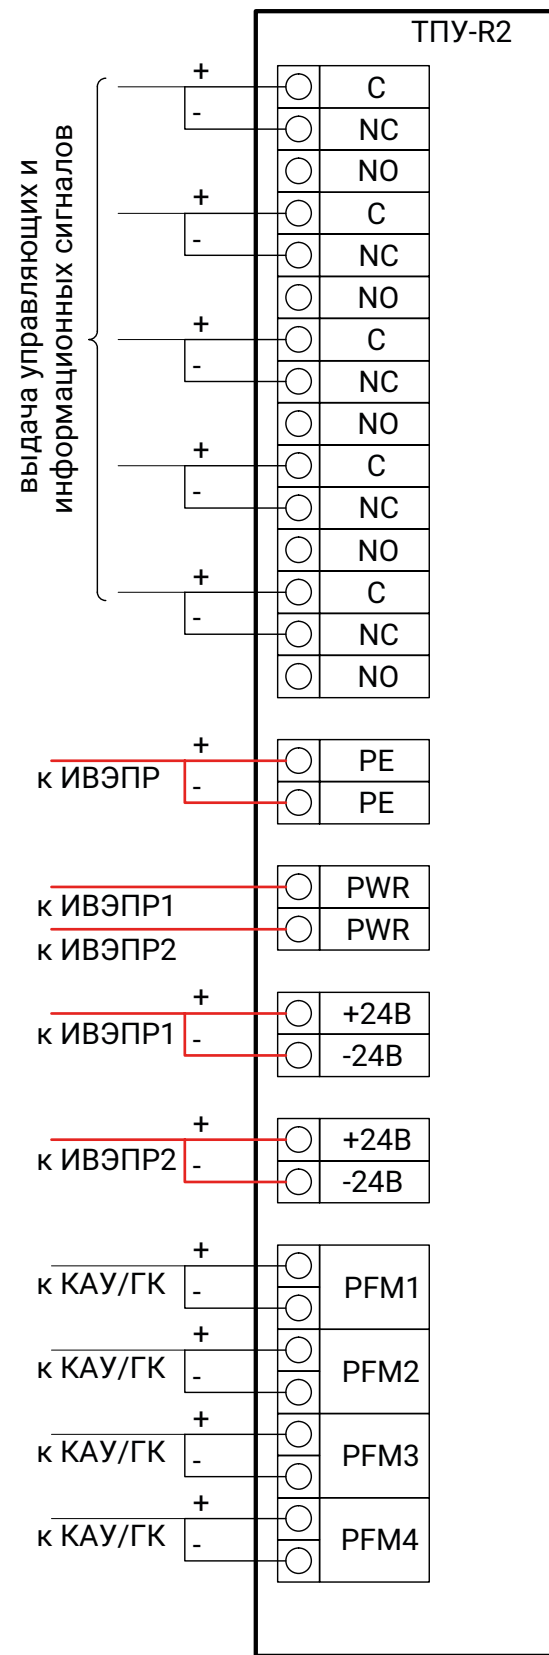 ТПУ-R2
выдача управляющих и
информационных сигналов
+
C
-
NC
NO
+
C
-
NC
NO
+
C
-
NC
NO
+
C
-
NC
NO
+
C
-
NC
NO
+
PE
к ИВЭПР
-
PE
PWR
к ИВЭПР1
PWR
к ИВЭПР2
+
+24В
к ИВЭПР1
-
-24В
+
+24В
к ИВЭПР2
-
-24В
+
к КАУ/ГК
PFM1
-
+
к КАУ/ГК
PFM2
-
+
к КАУ/ГК
PFM3
-
+
к КАУ/ГК
PFM4
-